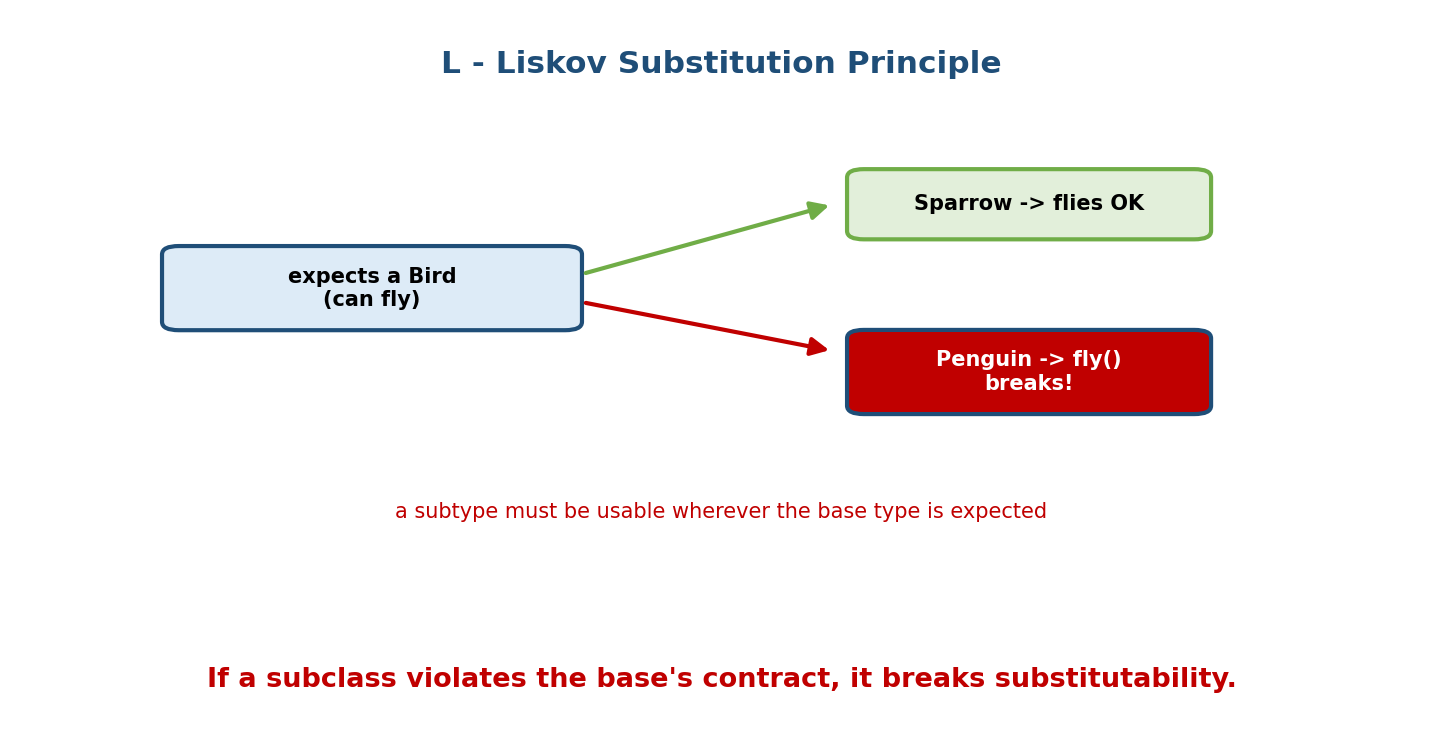 L - Liskov Substitution Principle
Sparrow -> flies OK
expects a Bird
(can fly)
Penguin -> fly()
breaks!
a subtype must be usable wherever the base type is expected
If a subclass violates the base's contract, it breaks substitutability.